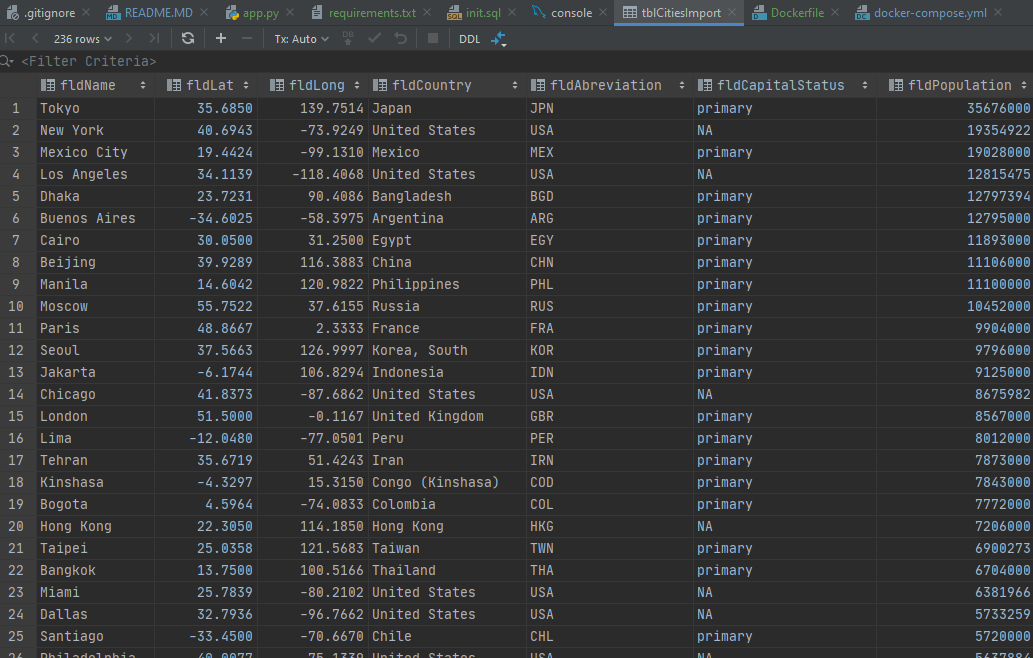 .gitignore README.MD app.py requirements.txt init.sql console tblCitiesImport Dockerfile docker-compose.yml
236 rows Tx: Auto DDL
<Filter Criteria>
fldName fldLat fldLong fldCountry fldAbreviation fldCapitalStatus fldPopulation
1 Tokyo 35.6850 139.7514 Japan JPN primary 35676000
2 New York 40.6943 -73.9249 United States USA NA 19354922
3 Mexico City 19.4424 -99.1310 Mexico MEX primary 19028000
4 Los Angeles 34.1139 -118.4068 United States USA NA 12815475
5 Dhaka 23.7231 90.4086 Bangladesh BGD primary 12797394
6 Buenos Aires -34.6025 -58.3975 Argentina ARG primary 12795000
7 Cairo 30.0500 31.2500 Egypt EGY primary 11893000
8 Beijing 39.9289 116.3883 China CHN primary 11106000
9 Manila 14.6042 120.9822 Philippines PHL primary 11100000
10 Moscow 55.7522 37.6155 Russia RUS primary 10452000
11 Paris 48.8667 2.3333 France FRA primary 9904000
12 Seoul 37.5663 126.9997 Korea, South KOR primary 9796000
13 Jakarta -6.1744 106.8294 Indonesia IDN primary 9125000
14 Chicago 41.8373 -87.6862 United States USA NA 8675982
15 London 51.5000 -0.1167 United Kingdom GBR primary 8567000
16 Lima -12.0480 -77.0501 Peru PER primary 8012000
17 Tehran 35.6719 51.4243 Iran IRN primary 7873000
18 Kinshasa -4.3297 15.3150 Congo (Kinshasa) COD primary 7843000
19 Bogota 4.5964 -74.0833 Colombia COL primary 7772000
20 Hong Kong 22.3050 114.1850 Hong Kong HKG NA 7206000
21 Taipei 25.0358 121.5683 Taiwan TWN primary 6900273
22 Bangkok 13.7500 100.5166 Thailand THA primary 6704000
23 Miami 25.7839 -80.2102 United States USA NA 6381966
24 Dallas 32.7936 -96.7662 United States USA NA 5733259
25 Santiago -33.4500 -70.6670 Chile CHL primary 5720000
26 Philadelphia 40.0077 -75.1339 United States USA NA 5637884